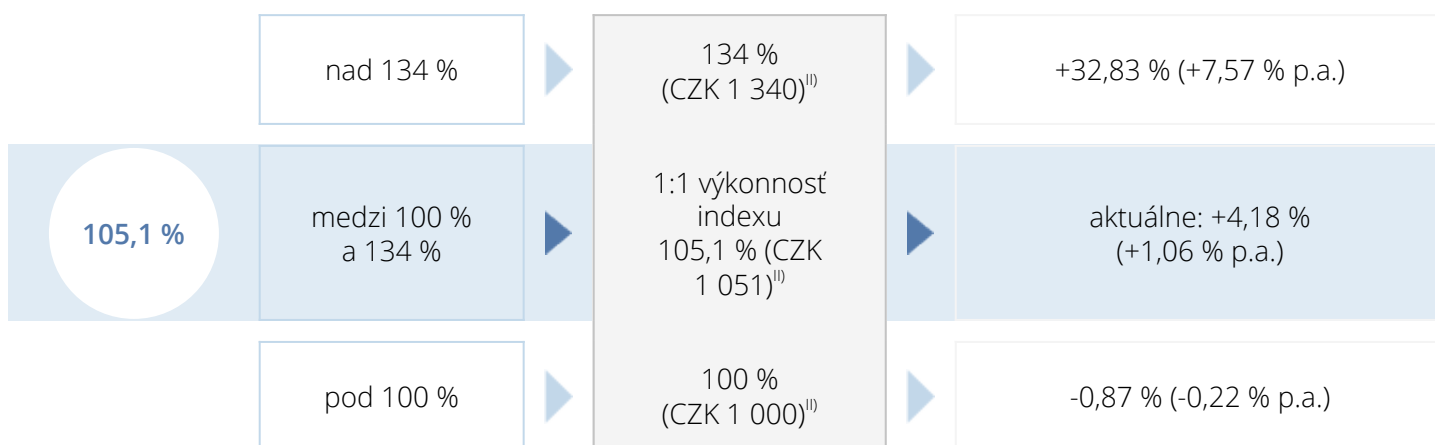 nad 134 %
134 %
(CZK 1 340)ᴵᴵ⁾
+32,83 % (+7,57 % p.a.)
105,1 %
medzi 100 %
a 134 %
1:1 výkonnosť
indexu
105,1 % (CZK
1 051)ᴵᴵ⁾
aktuálne: +4,18 %
(+1,06 % p.a.)
pod 100 %
100 %
(CZK 1 000)ᴵᴵ⁾
-0,87 % (-0,22 % p.a.)